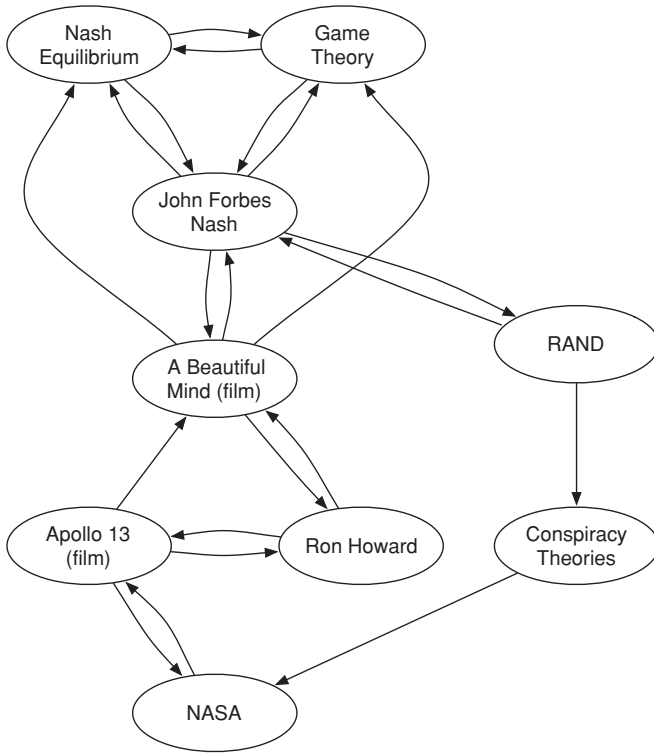 Nash
Equilibrium
Game
Theory
John Forbes
Nash
RAND
A Beautiful
Mind (film)
Apollo 13
(film)
Ron Howard
Conspiracy
Theories
NASA